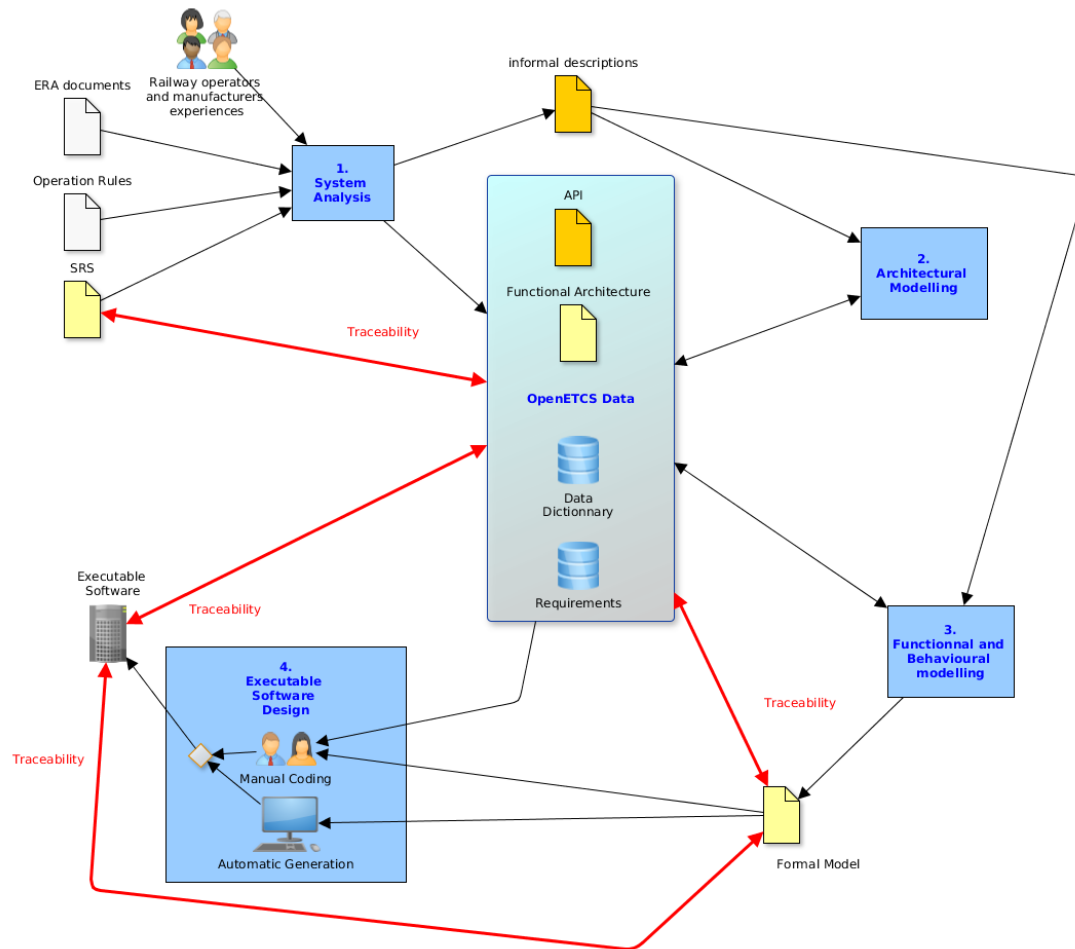 ERA documents
Railway operators
and manufacturers
experiences
informal descriptions
1.
System
Analysis
Operation Rules
SRS
API
Functional Architecture
2.
Architectural
Modelling
Traceability
OpenETCS Data
Data
Dictionnary
Requirements
Executable
Software
Traceability
3.
Functionnal and
Behavioural
modelling
4.
Executable
Software
Design
Traceability
Traceability
Manual Coding
Automatic Generation
Formal Model